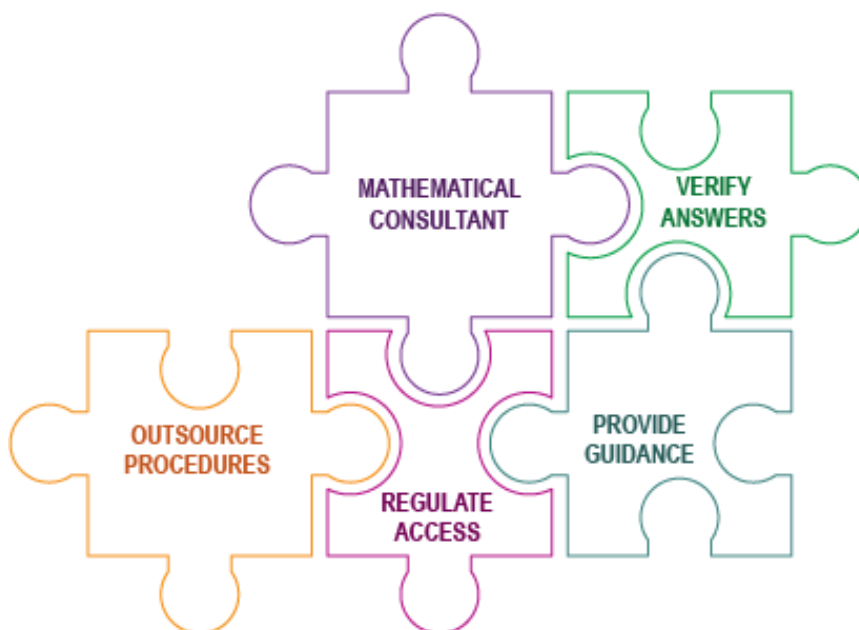 MATHEMATICAL
CONSULTANT
VERIFY
ANSWERS
OUTSOURCE
PROCEDURES
REGULATE
ACCESS
PROVIDE
GUIDANCE